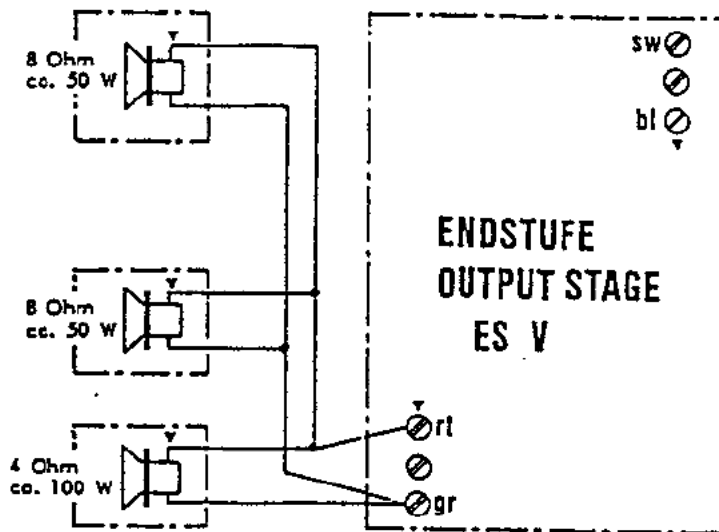 8 Ohm
ca. 50 W
8 Ohm
ca. 50 W
4 Ohm
ca. 100 W
sw
bl
ENDSTUFE
OUTPUT STAGE
ES V
rt
gr